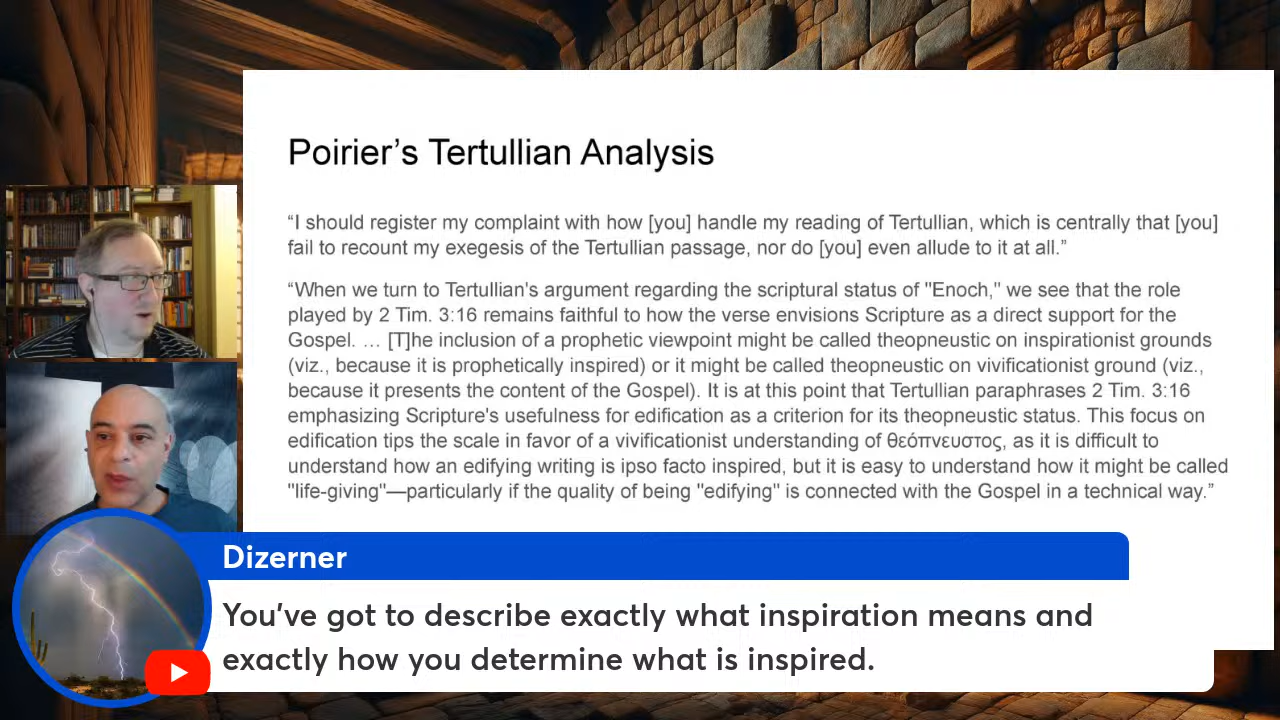 Poirier’s Tertullian Analysis
“I should register my complaint with how [you] handle my reading of Tertullian, which is centrally that [you]
fail to recount my exegesis of the Tertullian passage, nor do [you] even allude to it at all.”
“When we turn to Tertullian's argument regarding the scriptural status of "Enoch," we see that the role
played by 2 Tim. 3:16 remains faithful to how the verse envisions Scripture as a direct support for the
Gospel. … [T]he inclusion of a prophetic viewpoint might be called theopneustic on inspirationist grounds
(viz., because it is prophetically inspired) or it might be called theopneustic on vivificationist ground (viz.,
because it presents the content of the Gospel). It is at this point that Tertullian paraphrases 2 Tim. 3:16
emphasizing Scripture's usefulness for edification as a criterion for its theopneustic status. This focus on
edification tips the scale in favor of a vivificationist understanding of θεόπνευστος, as it is difficult to
understand how an edifying writing is ipso facto inspired, but it is easy to understand how it might be called
"life-giving"—particularly if the quality of being "edifying" is connected with the Gospel in a technical way.”
Dizerner
You’ve got to describe exactly what inspiration means and
exactly how you determine what is inspired.